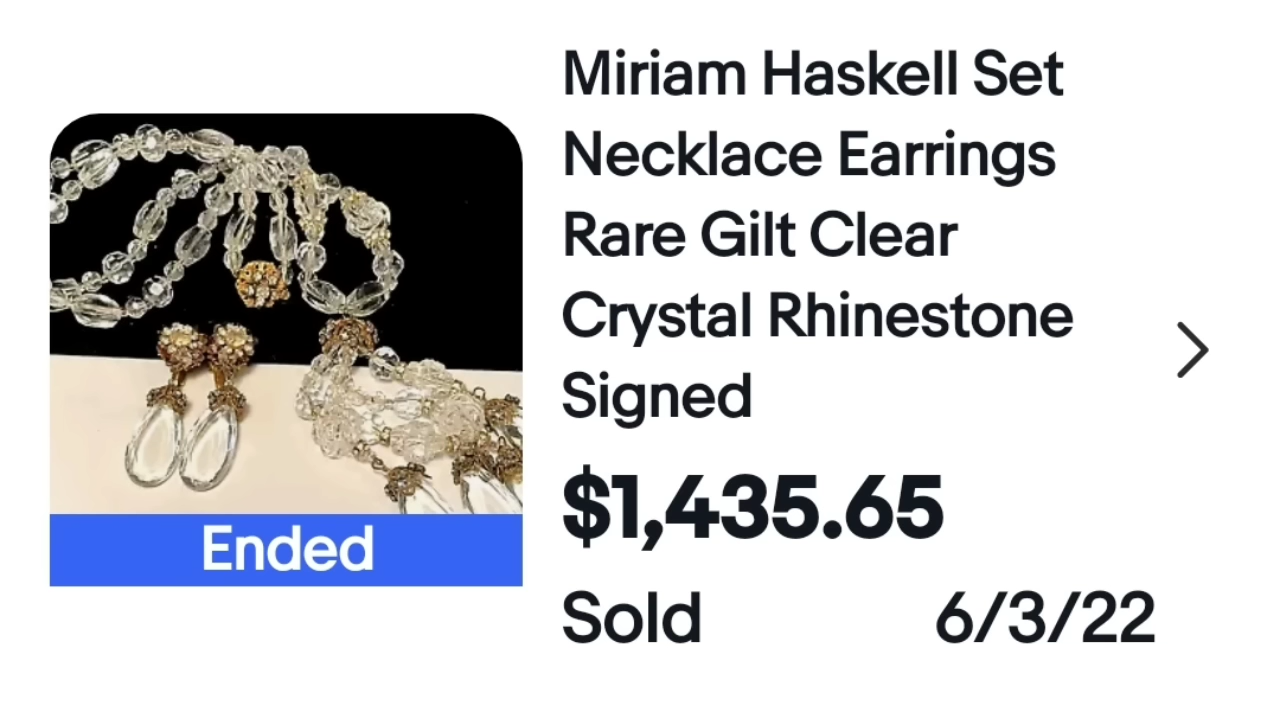 Miriam Haskell Set
Necklace Earrings
Rare Gilt Clear
Crystal Rhinestone
Signed
$1,435.65
Ended
Sold 6/3/22